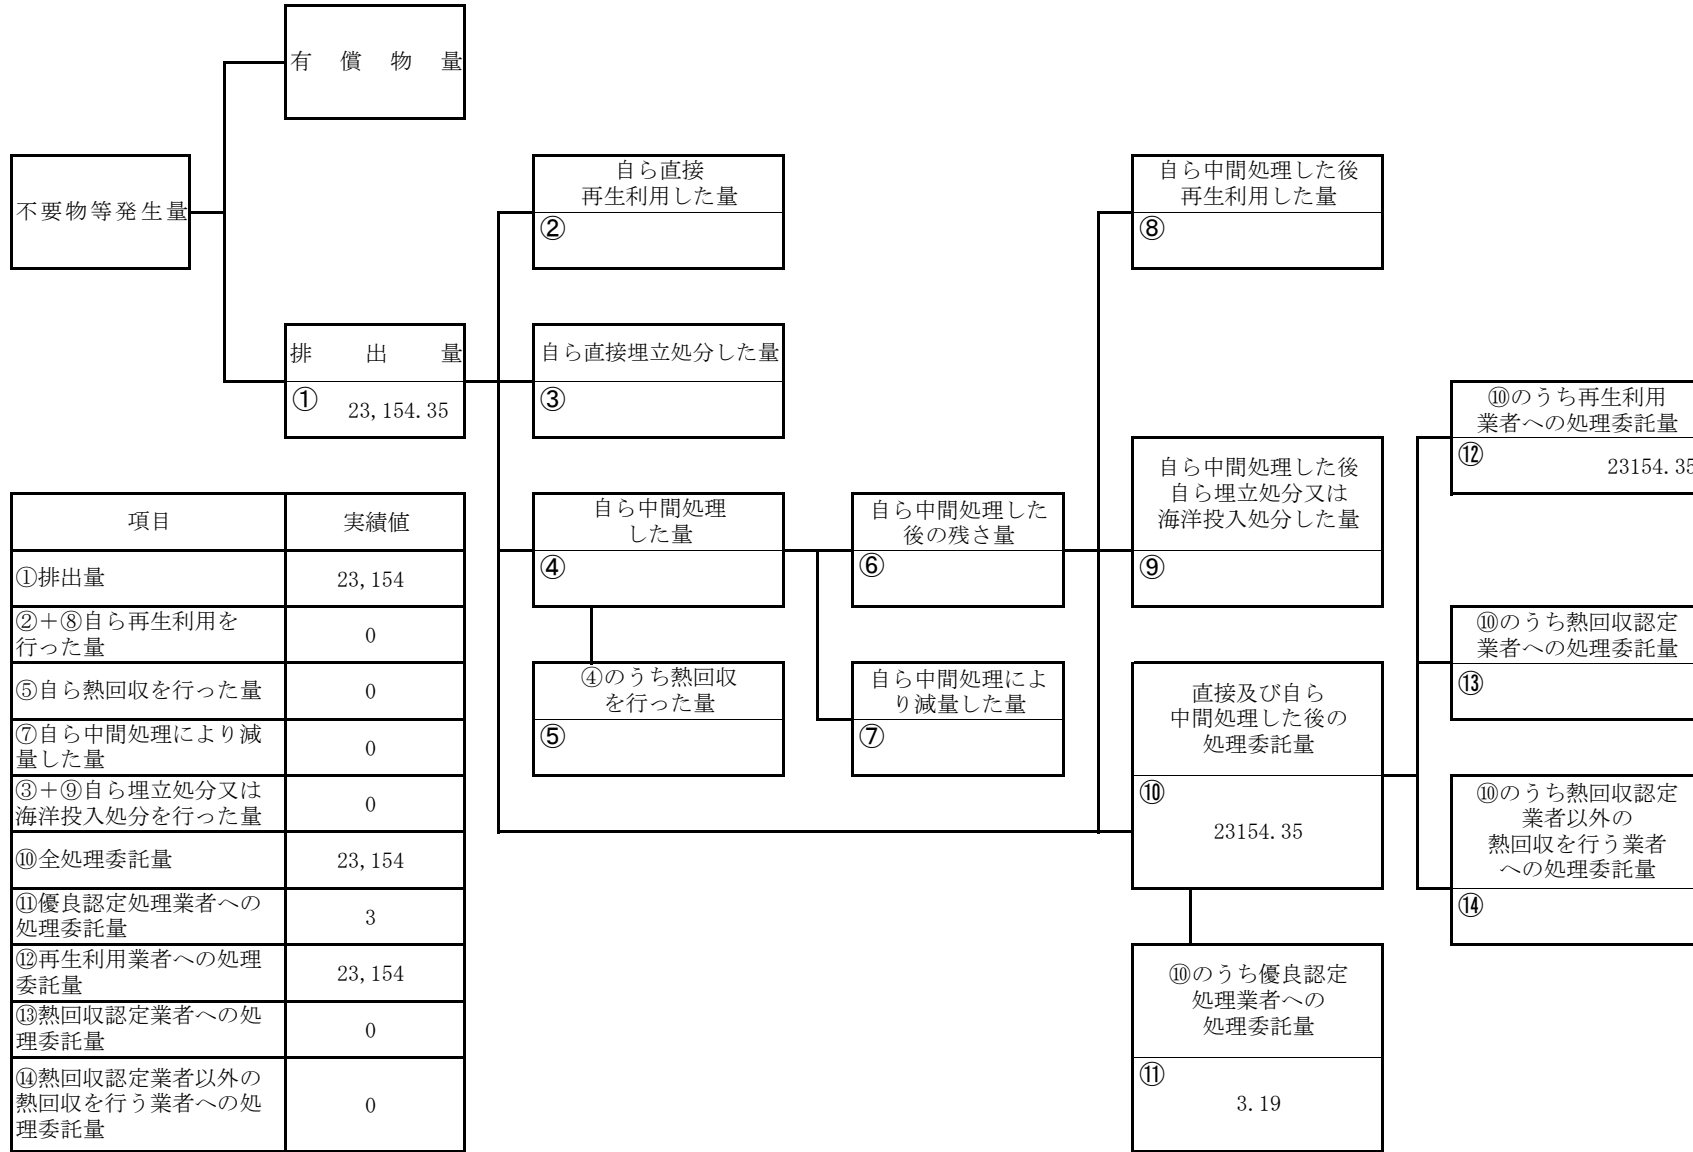 有償物量
不要物等発生量
排出量
① 23,154.35
自ら直接
再生利用した量
②
自ら直接埋立処分した量
③
自ら中間処理
した量
④
④のうち熱回収
を行った量
⑤
自ら中間処理した
後の残さ量
⑥
自ら中間処理によ
り減量した量
⑦
自ら中間処理した後
再生利用した量
⑧
自ら中間処理した後
自ら埋立処分又は
海洋投入処分した量
⑨
直接及び自ら
中間処理した後の
処理委託量
⑩
23154.35
⑩のうち優良認定
処理業者への
処理委託量
⑪
3.19
⑩のうち再生利用
業者への処理委託量
⑫ 23154.35
⑩のうち熱回収認定
業者への処理委託量
⑬
⑩のうち熱回収認定
業者以外の
熱回収を行う業者
への処理委託量
⑭
項目 実績値
①排出量 23,154
②+⑧自ら再生利用を
行った量 0
⑤自ら熱回収を行った量 0
⑦自ら中間処理により減
量した量 0
③+⑨自ら埋立処分又は
海洋投入処分を行った量 0
⑩全処理委託量 23,154
⑪優良認定処理業者への
処理委託量 3
⑫再生利用業者への処理
委託量 23,154
⑬熱回収認定業者への処
理委託量 0
⑭熱回収認定業者以外の
熱回収を行う業者への処
理委託量 0